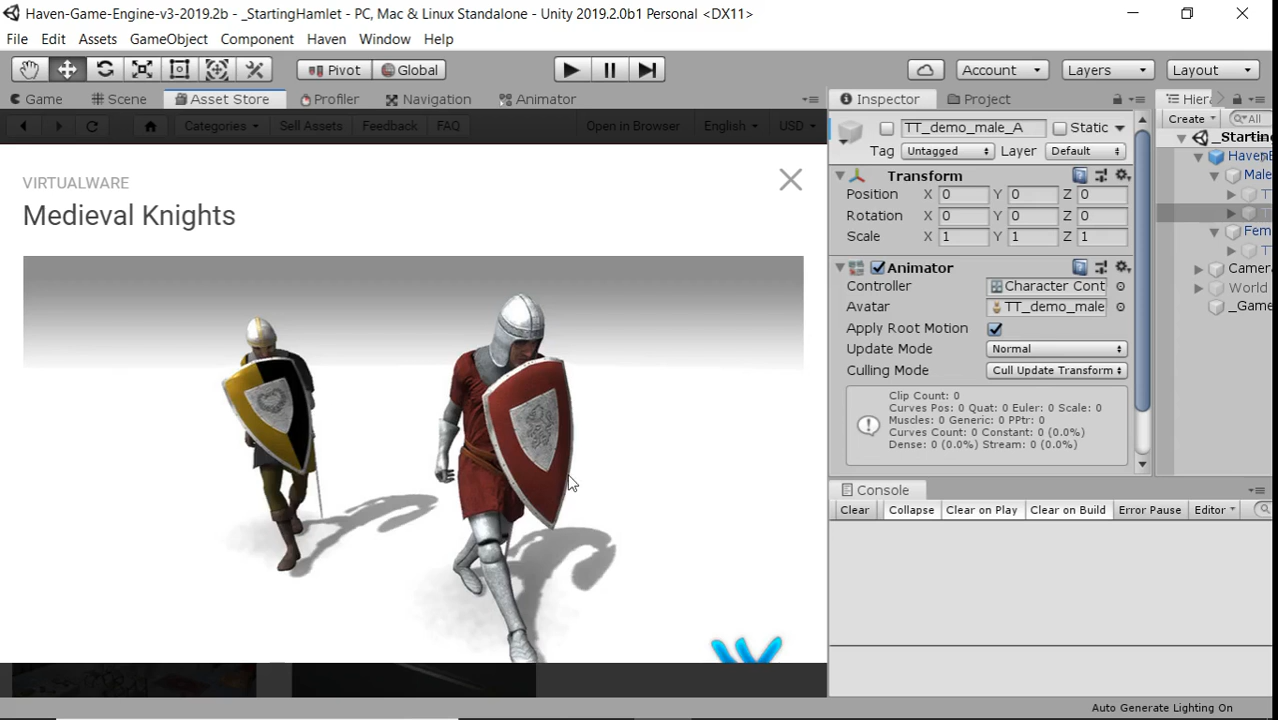 Haven-Game-Engine-v3-2019.2b - _StartingHamlet - PC, Mac & Linux Standalone - Unity 2019.2.0b1 Personal <DX11>
File Edit Assets GameObject Component Haven Window Help
Pivot Global Account Layers Layout
Game Scene Asset Store Profiler Navigation Animator
Categories Sell Assets Feedback FAQ Open in Browser English USD
VIRTUALWARE
Medieval Knights
Inspector Project
TT_demo_male_A Static
Tag Untagged Layer Default
Transform
Position X 0 Y 0 Z 0
Rotation X 0 Y 0 Z 0
Scale X 1 Y 1 Z 1
Animator
Controller Character Cont
Avatar TT_demo_male
Apply Root Motion
Update Mode Normal
Culling Mode Cull Update Transform
Clip Count: 0
Curves Pos: 0 Quat: 0 Euler: 0 Scale: 0
Muscles: 0 Generic: 0 PPtr: 0
Curves Count: 0 Constant: 0 (0.0%)
Dense: 0 (0.0%) Stream: 0 (0.0%)
Console
Clear Collapse Clear on Play Clear on Build Error Pause Editor
Hier
Create All
_Startin
HavenE
Male
T
T
Fem
T
Camer
World
_Game
Auto Generate Lighting On